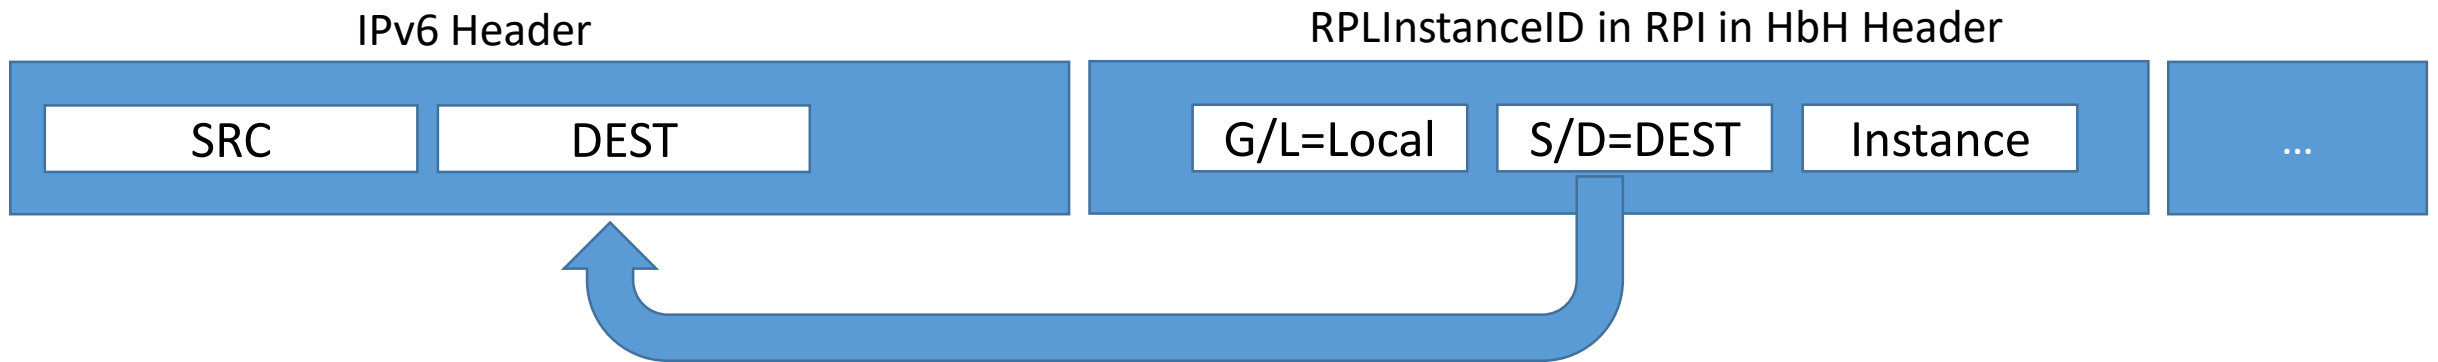 IPv6 Header
RPLInstanceID in RPI in HbH Header
SRC
DEST
G/L=Local
S/D=DEST
Instance
...